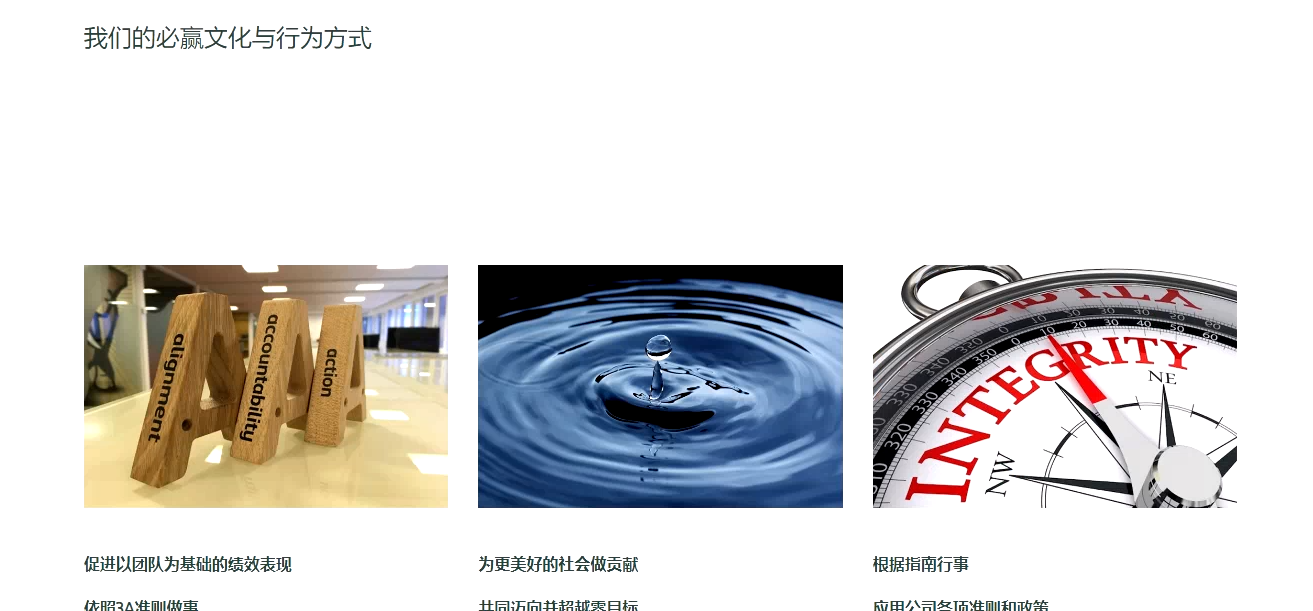 我们的必赢文化与行为方式
alignment
accountability
action
INTEGRITY
NE
NW
促进以团队为基础的绩效表现
为更美好的社会做贡献
根据指南行事
依照3A准则做事
共同迈向并超越零目标
应用公司各项准则和政策